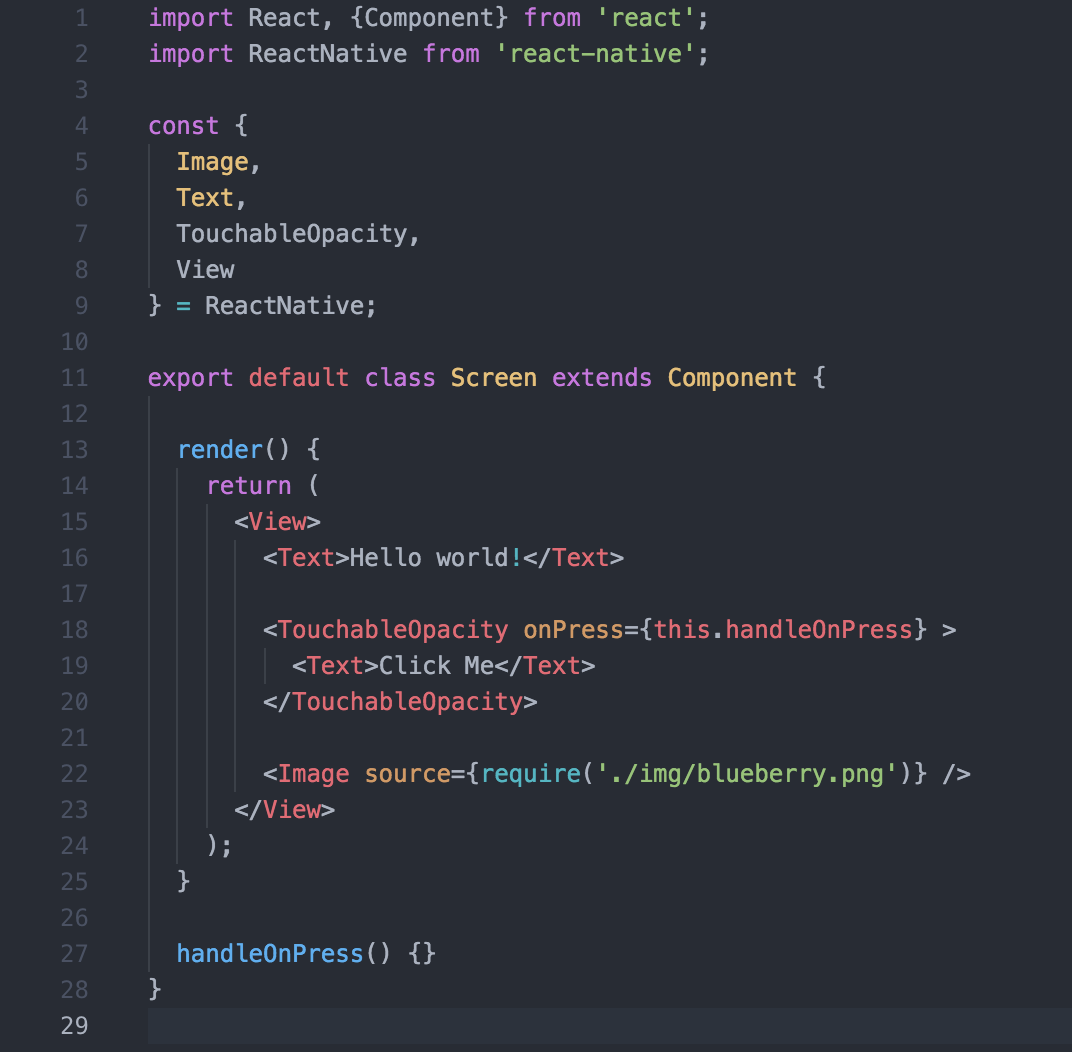 1 import React, {Component} from 'react';
2 import ReactNative from 'react-native';
3
4 const {
5   Image,
6   Text,
7   TouchableOpacity,
8   View
9 } = ReactNative;
10
11 export default class Screen extends Component {
12
13   render() {
14     return (
15       <View>
16         <Text>Hello world!</Text>
17
18         <TouchableOpacity onPress={this.handleOnPress} >
19           <Text>Click Me</Text>
20         </TouchableOpacity>
21
22         <Image source={require('./img/blueberry.png')} />
23       </View>
24     );
25   }
26
27   handleOnPress() {}
28 }
29